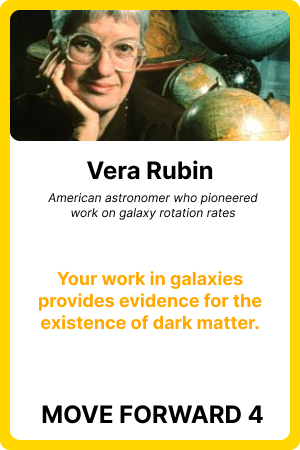 Vera Rubin
American astronomer who pioneered
work on galaxy rotation rates
Your work in galaxies
provides evidence for the
existence of dark matter.
MOVE FORWARD 4